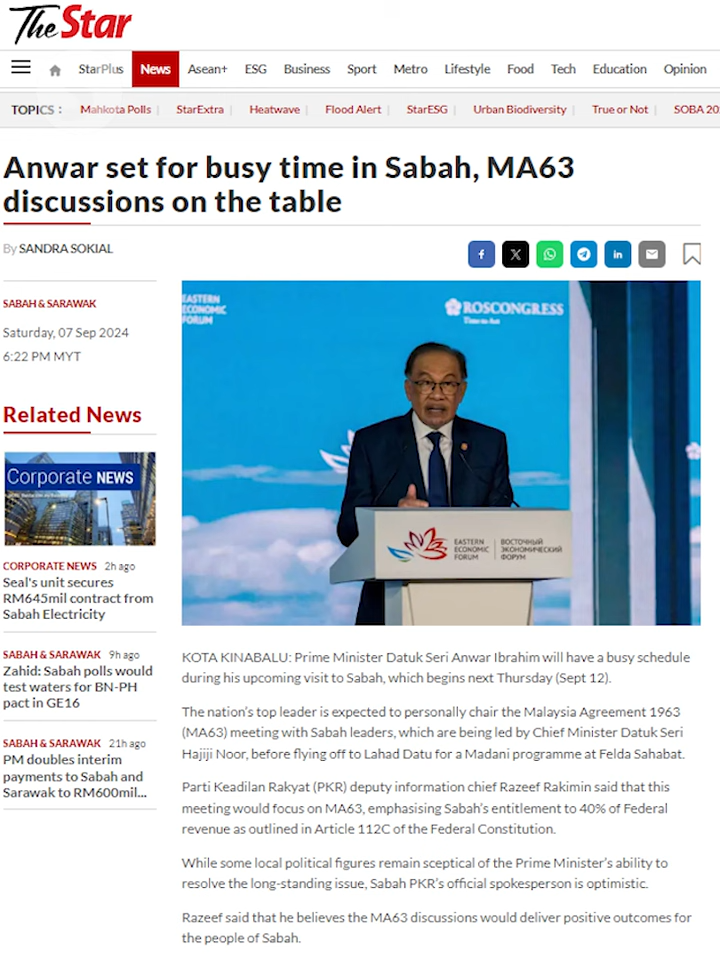 The Star
StarPlus News Asean+ ESG Business Sport Metro Lifestyle Food Tech Education Opinion
TOPICS : Mahkota Polls | StarExtra | Heatwave | Flood Alert | StarESG | Urban Biodiversity | True or Not | SOBA 20
Anwar set for busy time in Sabah, MA63
discussions on the table
By SANDRA SOKIAL
SABAH & SARAWAK
Saturday, 07 Sep 2024
6:22 PM MYT
Related News
Corporate NEWS
CORPORATE NEWS 2h ago
Seal's unit secures
RM645mil contract from
Sabah Electricity
SABAH & SARAWAK 9h ago
Zahid: Sabah polls would
test waters for BN-PH
pact in GE16
SABAH & SARAWAK 21h ago
PM doubles interim
payments to Sabah and
Sarawak to RM600mil...
EASTERN
ECONOMIC
FORUM
ROSCONGRESS
Time to Act
EASTERN
ECONOMIC
FORUM
ВОСТОЧНЫЙ
ЭКОНОМИЧЕСКИЙ
ФОРУМ
KOTA KINABALU: Prime Minister Datuk Seri Anwar Ibrahim will have a busy schedule
during his upcoming visit to Sabah, which begins next Thursday (Sept 12).
The nation's top leader is expected to personally chair the Malaysia Agreement 1963
(MA63) meeting with Sabah leaders, which are being led by Chief Minister Datuk Seri
Hajiji Noor, before flying off to Lahad Datu for a Madani programme at Felda Sahabat.
Parti Keadilan Rakyat (PKR) deputy information chief Razeef Rakimin said that this
meeting would focus on MA63, emphasising Sabah's entitlement to 40% of Federal
revenue as outlined in Article 112C of the Federal Constitution.
While some local political figures remain sceptical of the Prime Minister's ability to
resolve the long-standing issue, Sabah PKR's official spokesperson is optimistic.
Razeef said that he believes the MA63 discussions would deliver positive outcomes for
the people of Sabah.